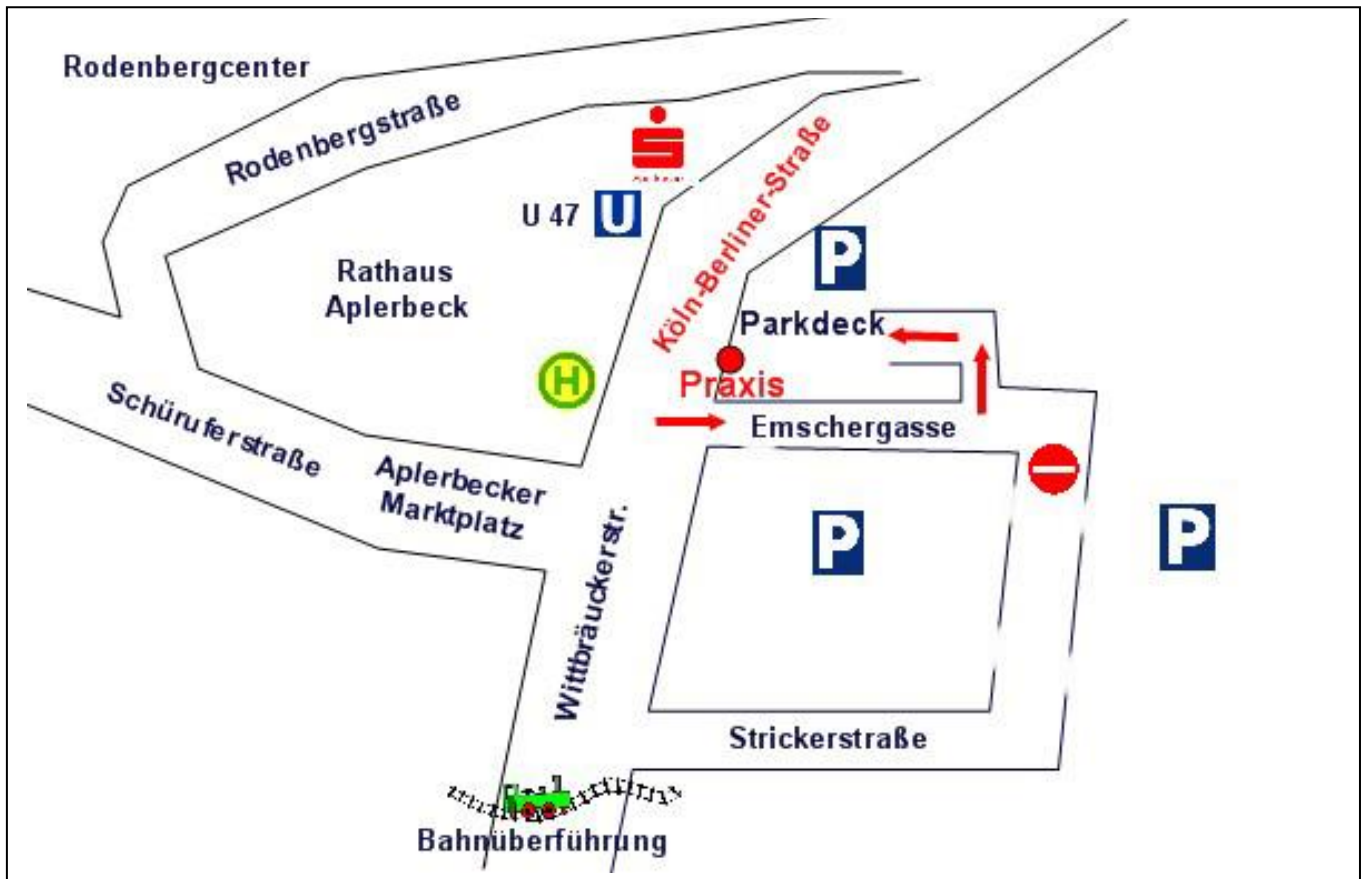 Rodenbergcenter
Rodenbergstraße
Köln-Berliner-Straße
U 47 U
P
Rathaus
Aplerbeck
Parkdeck
H
Praxis
Schüruferstraße
Emschergasse
Aplerbecker
Marktplatz
P
P
Wittbräuckerstr.
Strickerstraße
Bahnüberführung